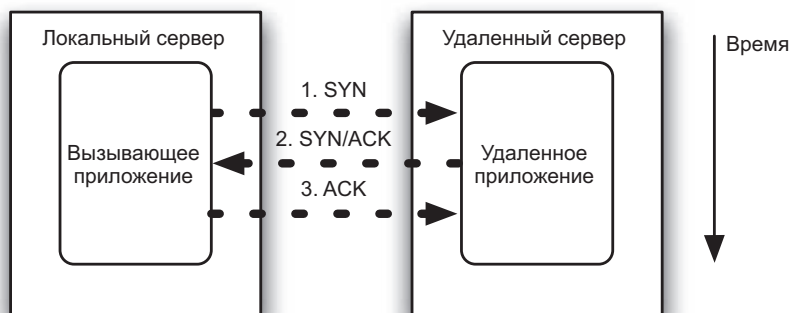 Локальный сервер
Удаленный сервер
Время
1. SYN
2. SYN/ACK
Вызывающее
приложение
Удаленное
приложение
3. ACK